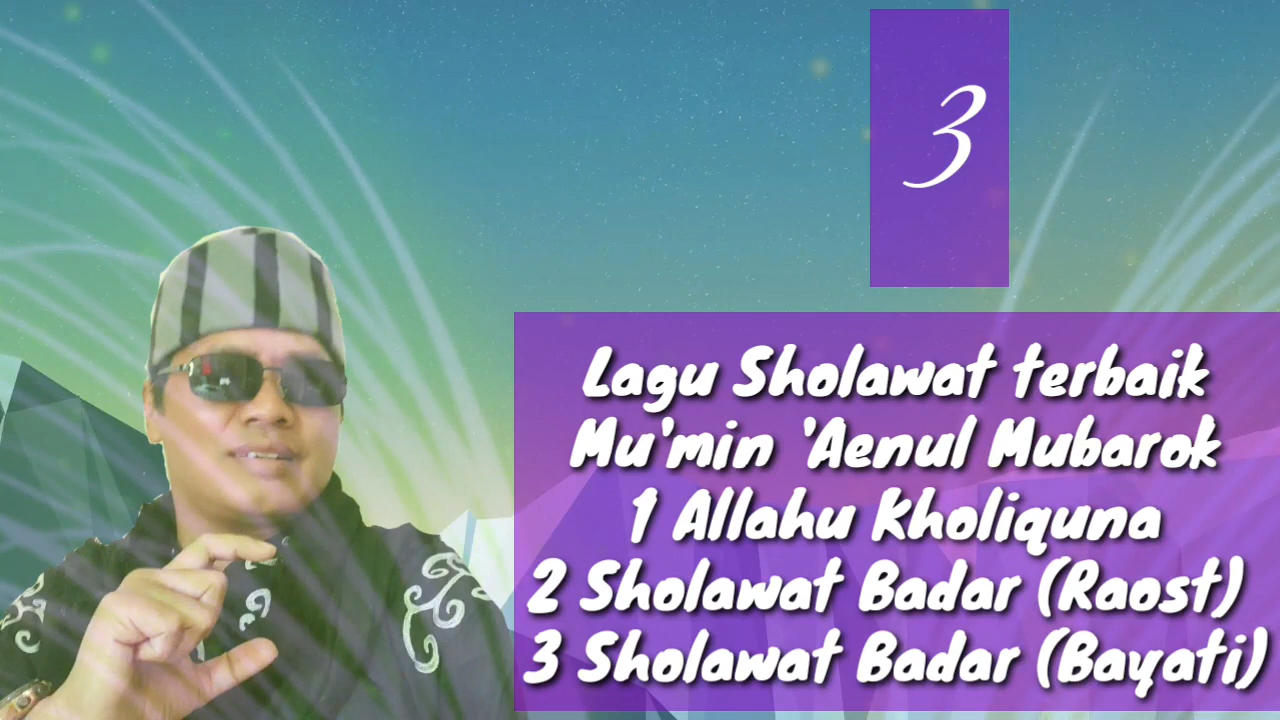 3
Lagu Sholawat terbaik
Mu'min 'Aenul Mubarok
1 Allahu Kholiquna
2 Sholawat Badar (Raost)
3 Sholawat Badar (Bayati)